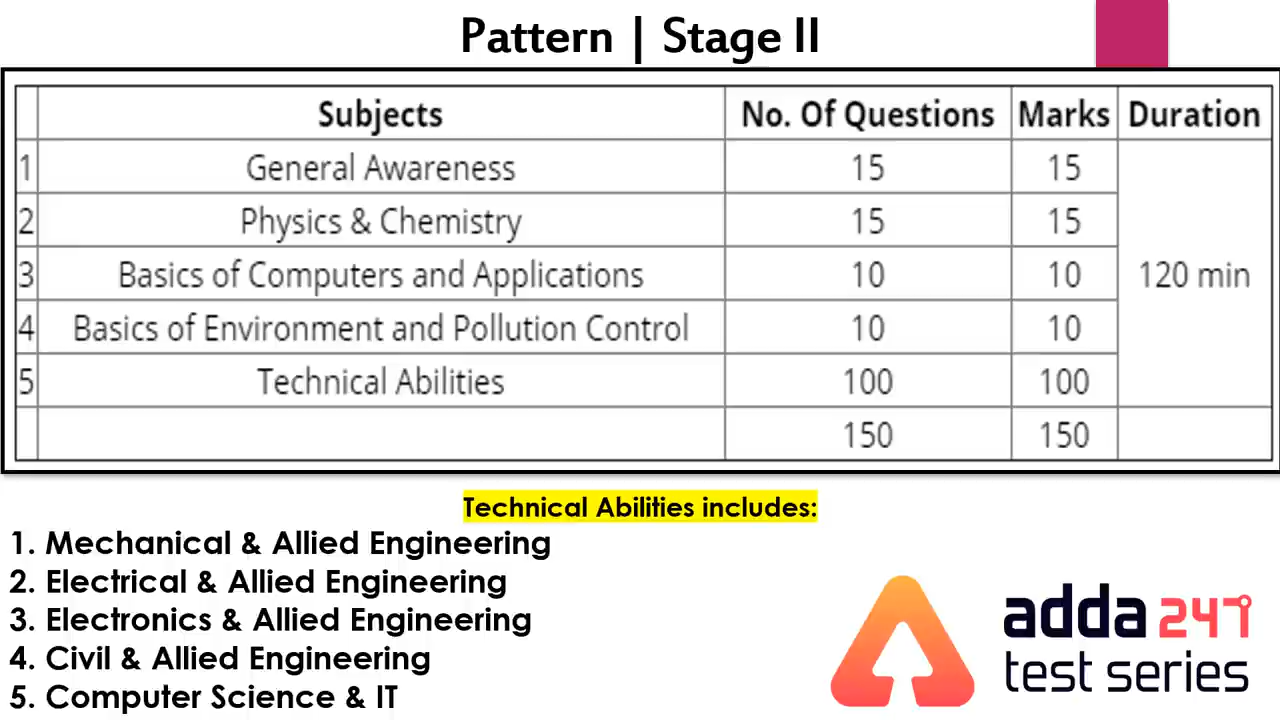 Pattern | Stage II
Subjects No. Of Questions Marks Duration
1 General Awareness 15 15
2 Physics & Chemistry 15 15
3 Basics of Computers and Applications 10 10 120 min
4 Basics of Environment and Pollution Control 10 10
5 Technical Abilities 100 100
150 150
Technical Abilities includes:
1. Mechanical & Allied Engineering
2. Electrical & Allied Engineering
3. Electronics & Allied Engineering
4. Civil & Allied Engineering
5. Computer Science & IT
adda 247
test series